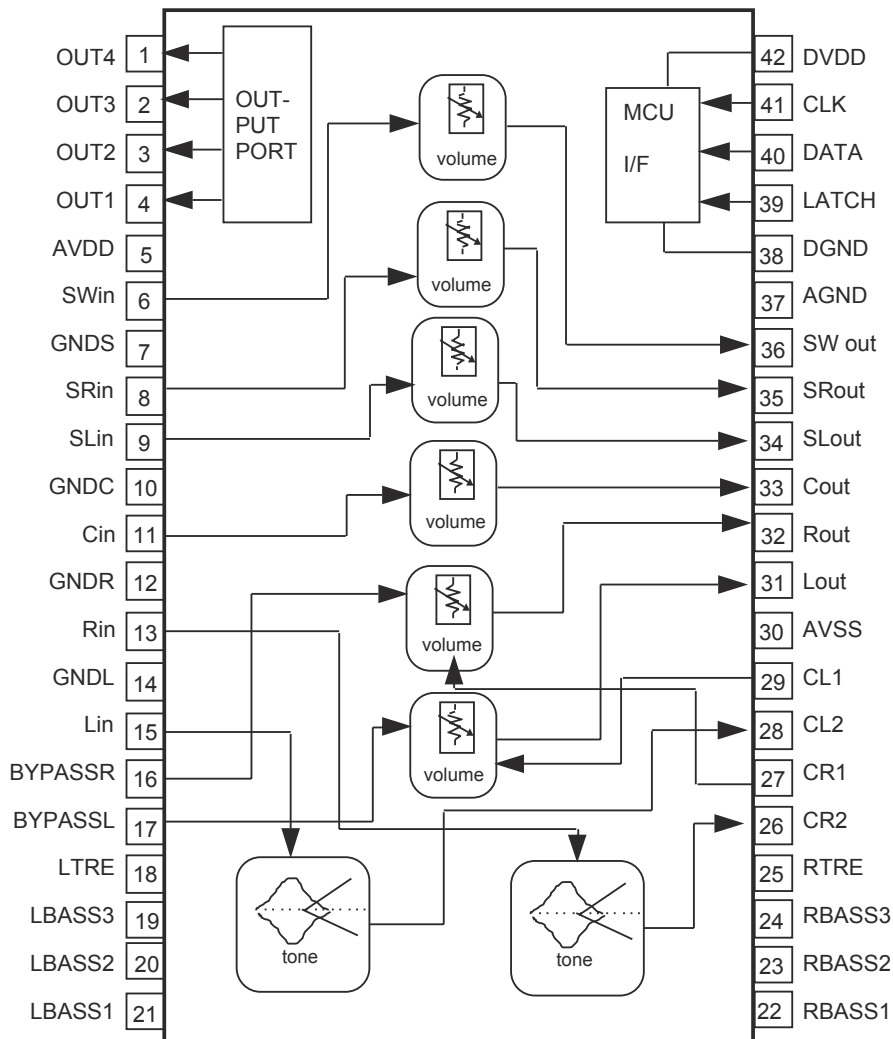 OUT4 1
OUT3 2
OUT2 3
OUT1 4
AVDD 5
SWin 6
GNDS 7
SRin 8
SLin 9
GNDC 10
Cin 11
GNDR 12
Rin 13
GNDL 14
Lin 15
BYPASSR 16
BYPASSL 17
LTRE 18
LBASS3 19
LBASS2 20
LBASS1 21
OUT-
PUT
PORT
volume
volume
volume
volume
volume
volume
tone
tone
MCU
I/F
42 DVDD
41 CLK
40 DATA
39 LATCH
38 DGND
37 AGND
36 SW out
35 SRout
34 SLout
33 Cout
32 Rout
31 Lout
30 AVSS
29 CL1
28 CL2
27 CR1
26 CR2
25 RTRE
24 RBASS3
23 RBASS2
22 RBASS1